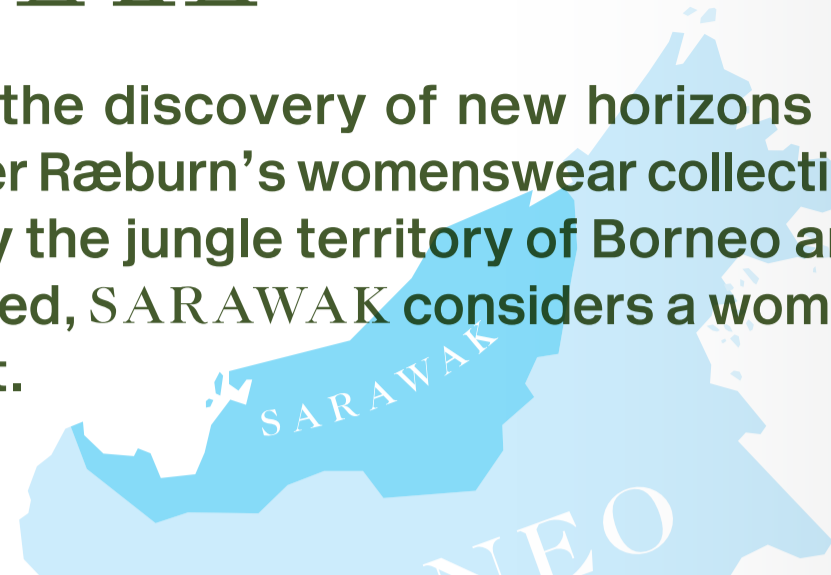 the discovery of new horizons
er Ræburn's womenswear collecti
y the jungle territory of Borneo a
ed, SARAWAK considers a wom
t.
SARAWAK
NEO